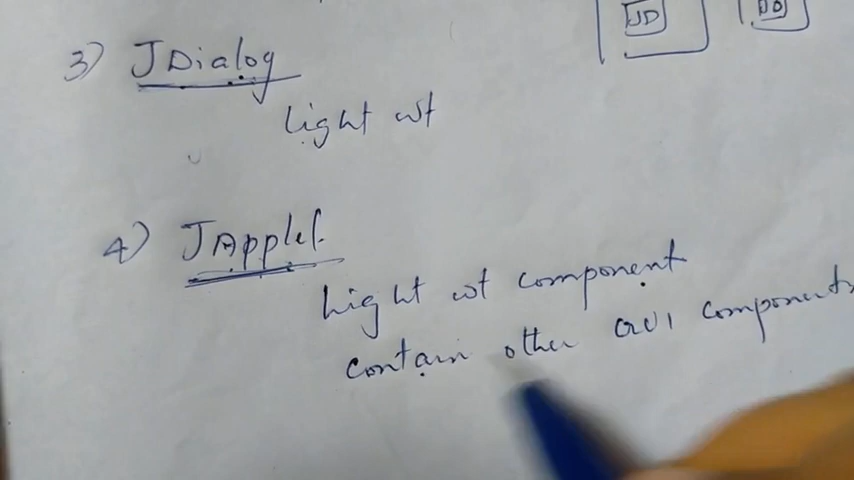 JD
3) JDialog
light wt
4) JApplet
Light wt component
contain other GUI components